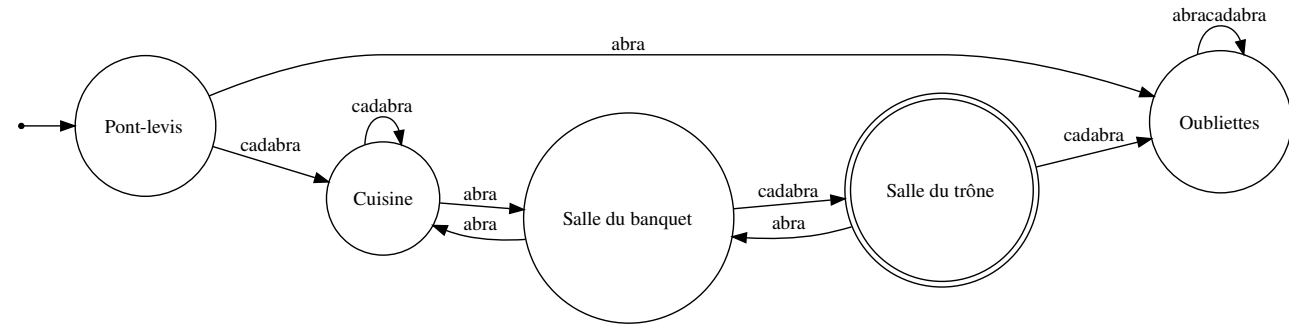 abracadabra
abra
Pont-levis
Oubliettes
cadabra
cadabra
cadabra
Cuisine
abra
abra
Salle du banquet
cadabra
abra
Salle du trône
cadabra